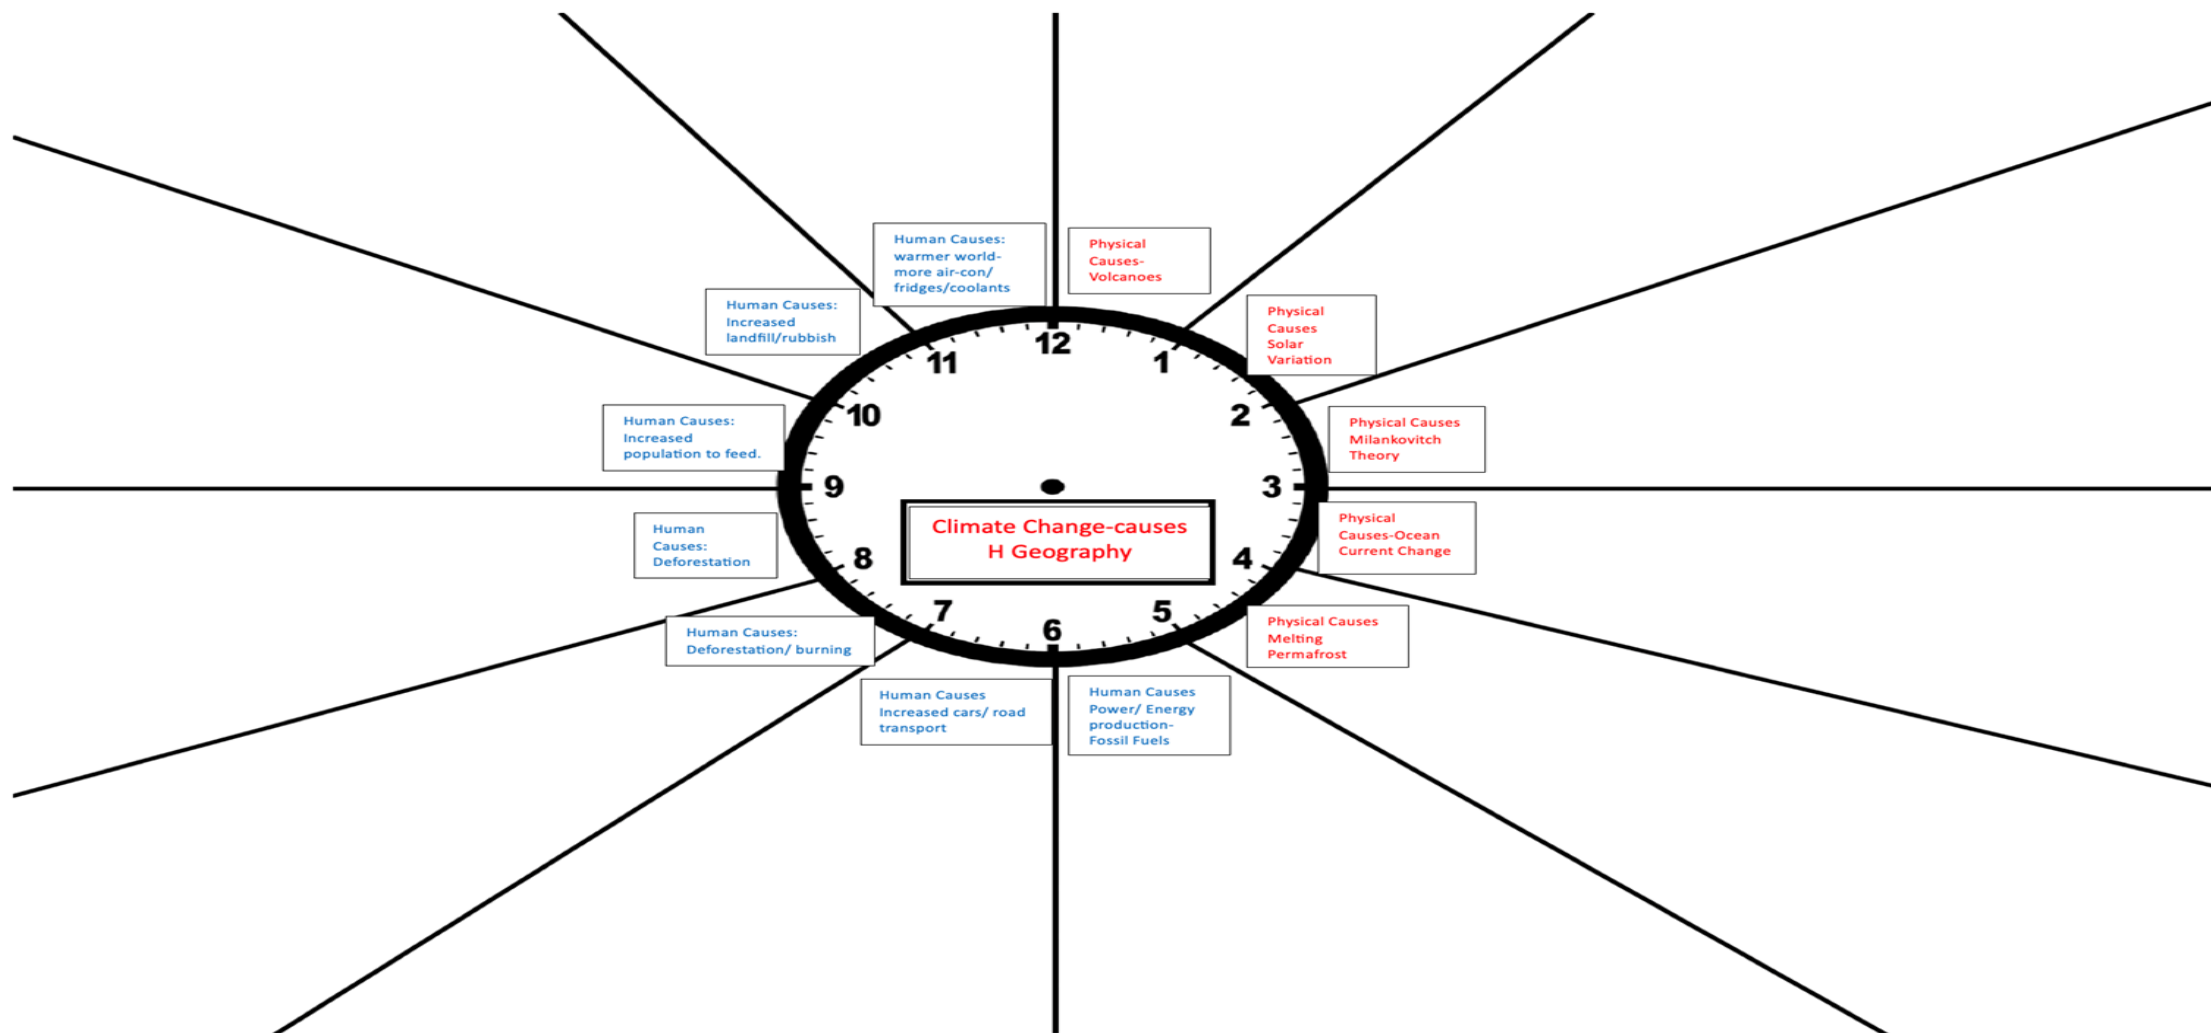 Human Causes:
warmer world-
more air-con/
fridges/coolants
Physical
Causes-
Volcanoes
Human Causes:
Increased
landfill/rubbish
Physical
Causes
Solar
Variation
12
11
1
10
2
9
3
8
4
7
5
6
Human Causes:
Increased
population to feed.
Physical Causes
Milankovitch
Theory
Climate Change-causes
H Geography
Human
Causes:
Deforestation
Physical
Causes-Ocean
Current Change
Human Causes:
Deforestation/ burning
Physical Causes
Melting
Permafrost
Human Causes
Increased cars/ road
transport
Human Causes
Power/ Energy
production-
Fossil Fuels